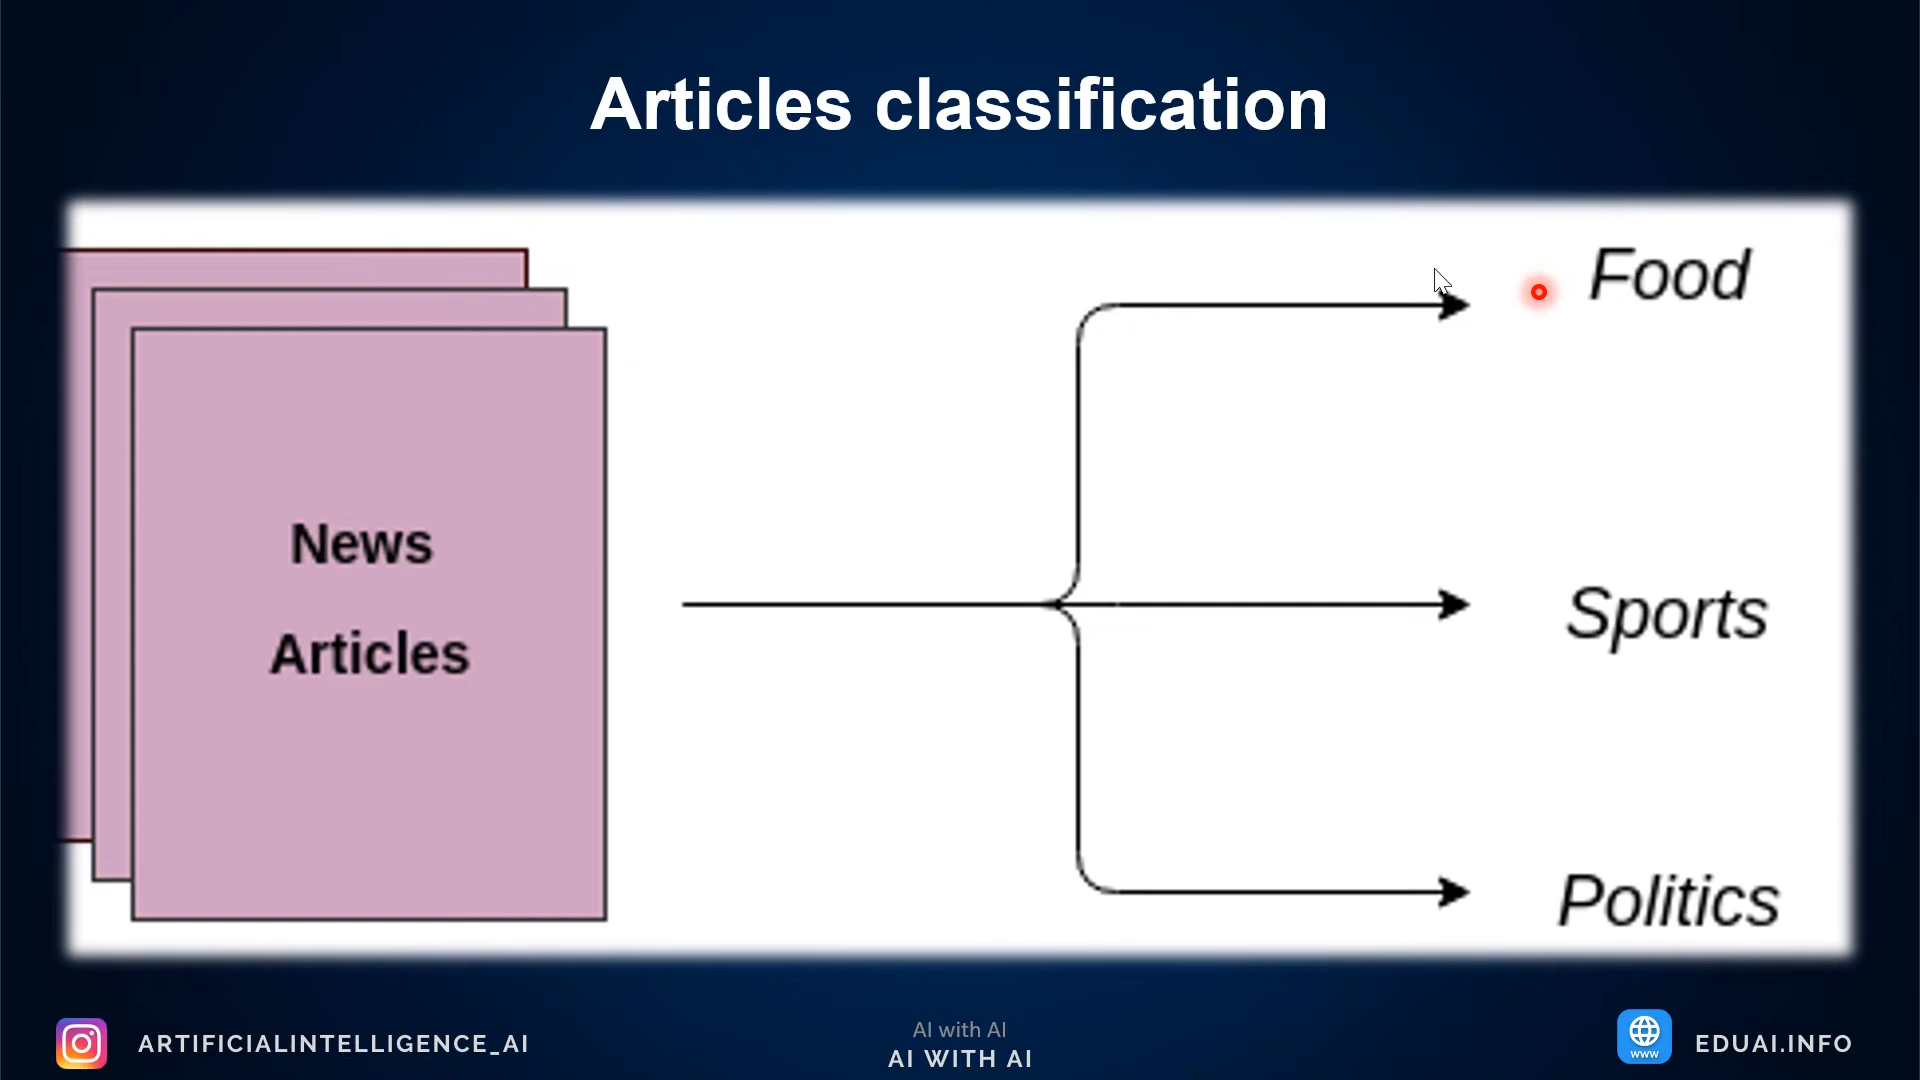 Articles classification
News
Articles
Food
Sports
Politics
ARTIFICIALINTELLIGENCE_AI
AI with AI
AI WITH AI
www
EDUAI.INFO